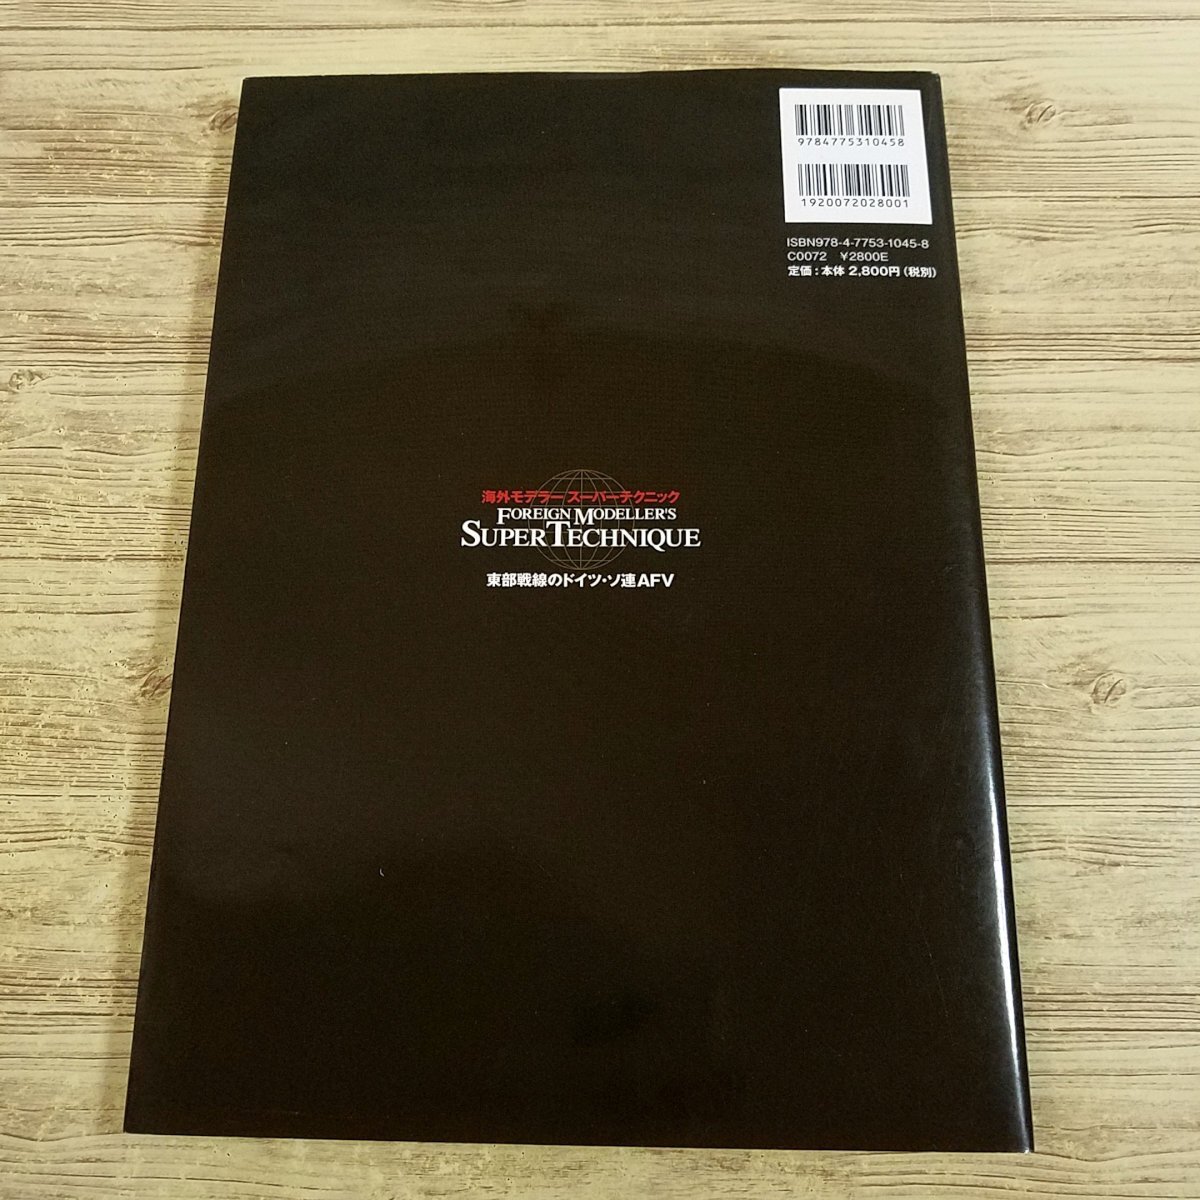 9784775310458
1920072028001
ISBN978-4-7753-1045-8
C0072 ¥2800E
定価：本体2,800円（税別）
海外モデラー スーパーテクニック
FOREIGN MODELLER'S
SUPER TECHNIQUE
東部戦線のドイツ・ソ連AFV